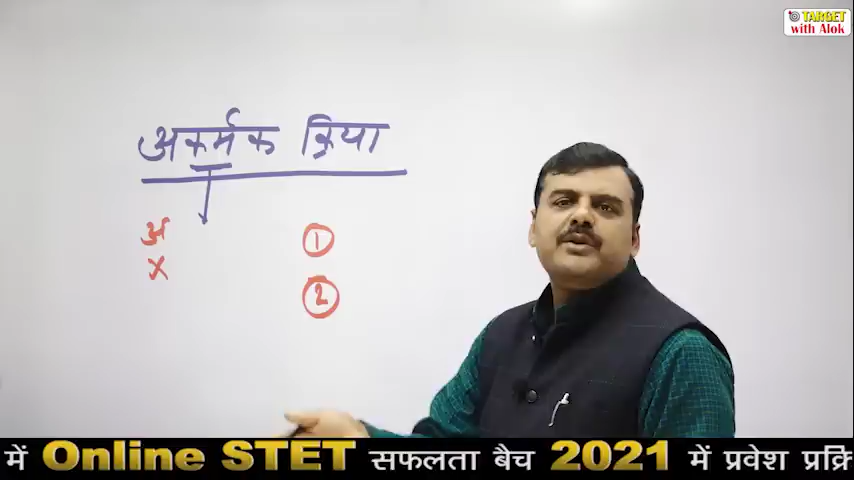 TARGET
with Alok
अकर्मक क्रिया
अ
x
1
2
में Online STET सफलता बैच 2021 में प्रवेश प्रक्रि